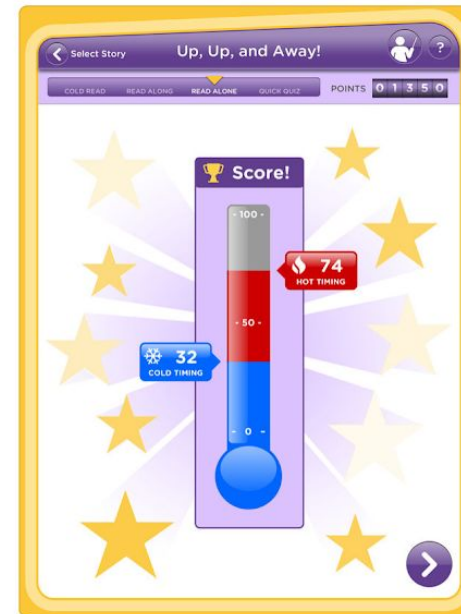 Select Story
Up, Up, and Away!
?
COLD READ
READ ALONG
READ ALONE
QUICK QUIZ
POINTS 01350
Score!
- 100 -
74
HOT TIMING
- 50 -
32
COLD TIMING
- 0 -